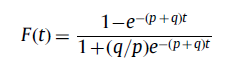 F(t) = 1−e−(p+q)t / 1+(q/p)e−(p+q)t